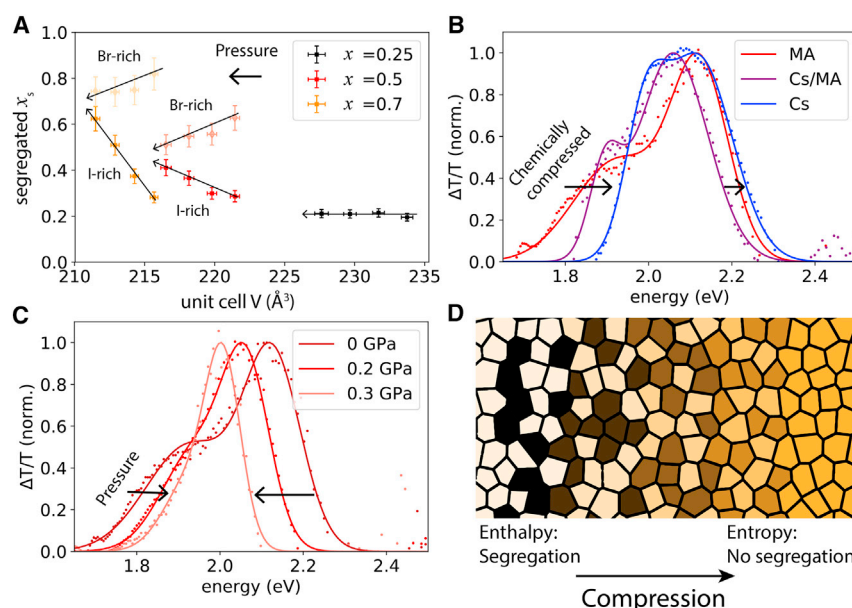 A
segregated xₛ
1.0
0.8
0.6
0.4
0.2
0.0
210
215
220
225
230
235
unit cell V (Å³)
Br-rich
I-rich
Br-rich
I-rich
Pressure
x =0.25
x =0.5
x =0.7
B
ΔT/T (norm.)
1.0
0.8
0.6
0.4
0.2
0.0
1.8
2.0
2.2
2.4
energy (eV)
Chemically
compressed
MA
Cs/MA
Cs
C
ΔT/T (norm.)
1.0
0.8
0.6
0.4
0.2
0.0
1.8
2.0
2.2
2.4
energy (eV)
Pressure
0 GPa
0.2 GPa
0.3 GPa
D
Enthalpy:
Segregation
Entropy:
No segregation
Compression